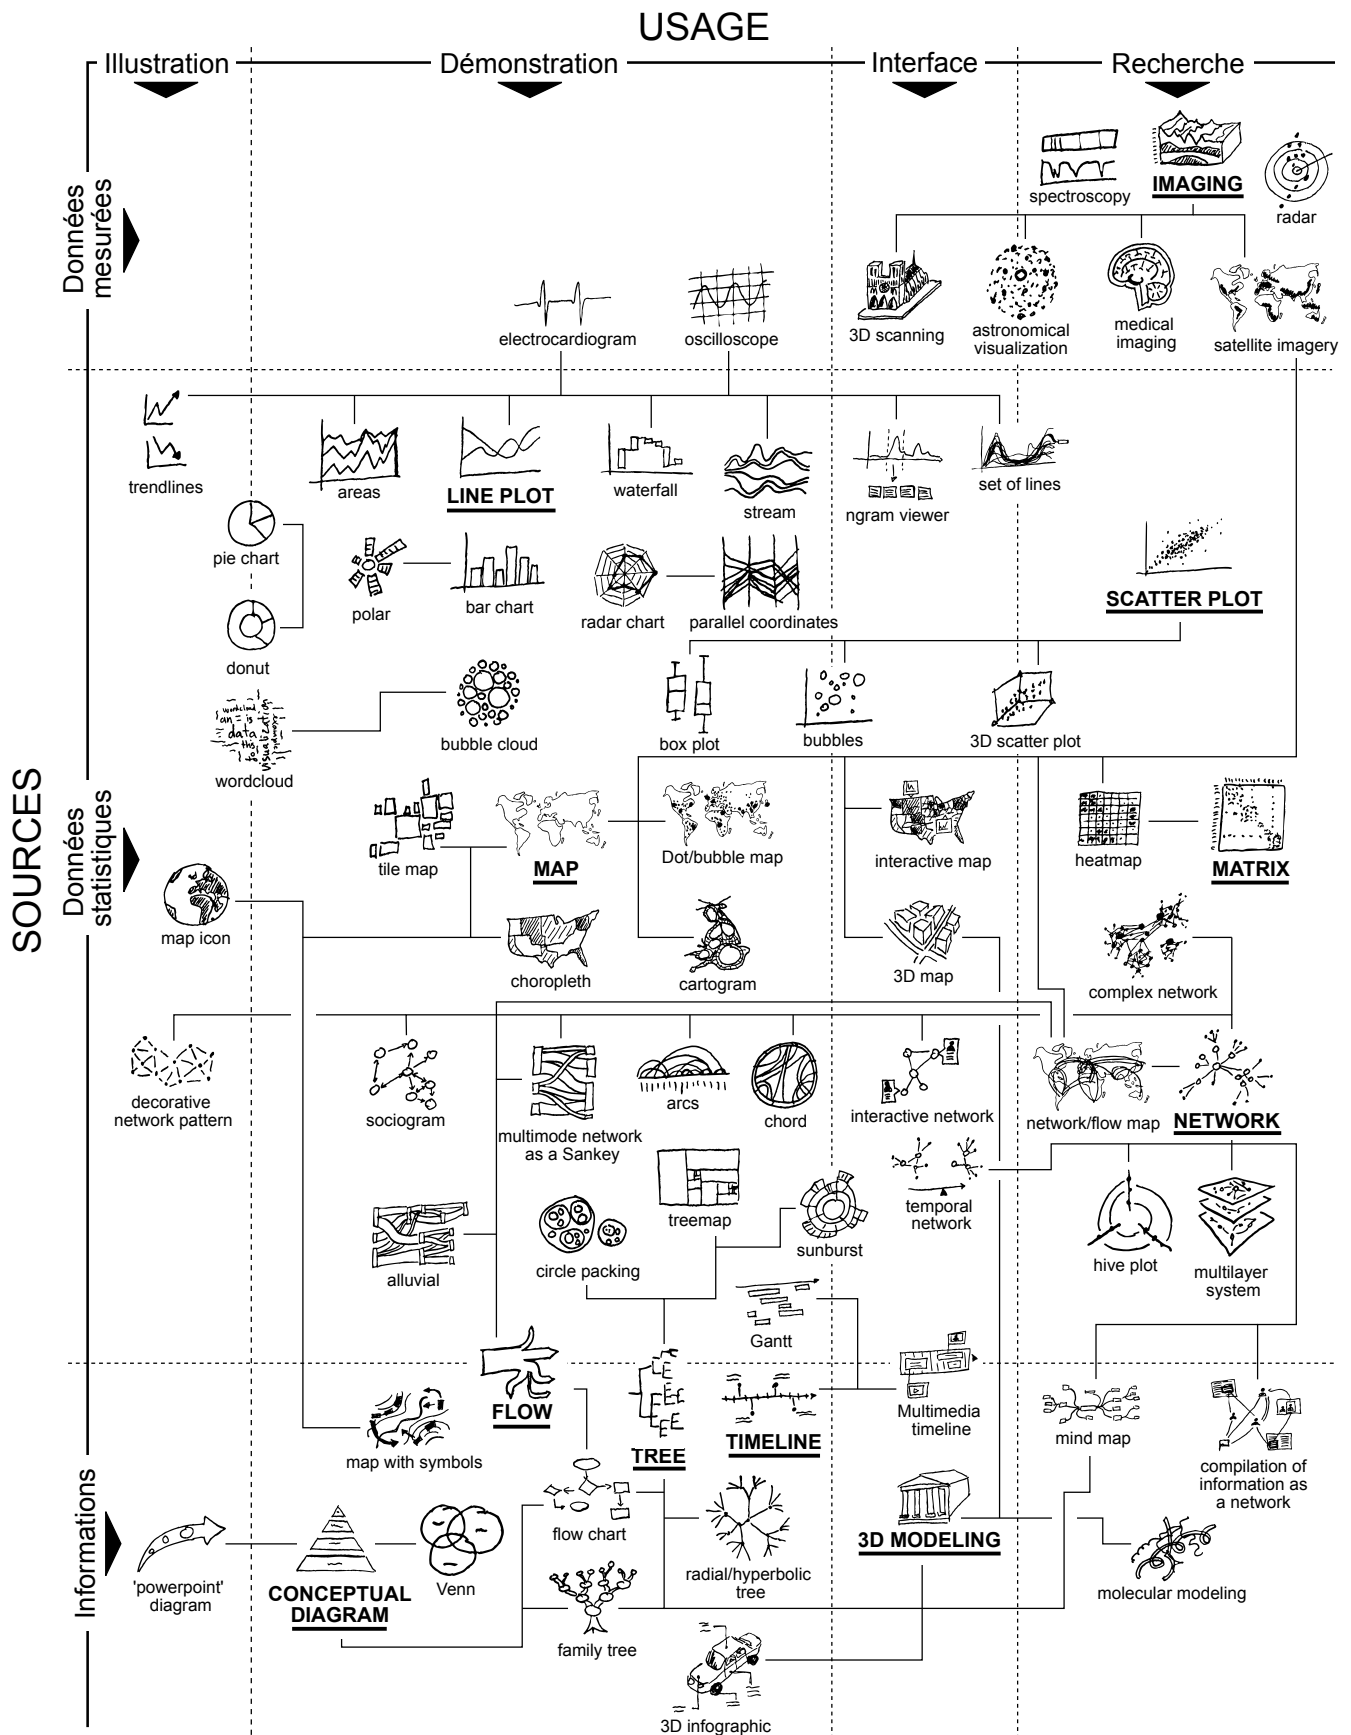 USAGE
Illustration
Démonstration
Interface
Recherche
SOURCES
Données
mesurées
spectroscopy
IMAGING
radar
electrocardiogram
oscilloscope
3D scanning
astronomical
visualization
medical
imaging
satellite imagery
Données
statistiques
trendlines
areas
LINE PLOT
waterfall
stream
ngram viewer
set of lines
pie chart
polar
bar chart
radar chart
parallel coordinates
SCATTER PLOT
donut
wordcloud
an = is
data
this
visualization
wordcloud
bubble cloud
box plot
bubbles
3D scatter plot
tile map
MAP
Dot/bubble map
interactive map
heatmap
MATRIX
map icon
choropleth
cartogram
3D map
complex network
decorative
network pattern
sociogram
multimode network
as a Sankey
arcs
chord
interactive network
network/flow map
NETWORK
alluvial
circle packing
treemap
sunburst
temporal
network
hive plot
multilayer
system
Gantt
Informations
FLOW
map with symbols
TREE
TIMELINE
Multimedia
timeline
mind map
compilation of
information as
a network
'powerpoint'
diagram
CONCEPTUAL
DIAGRAM
Venn
flow chart
radial/hyperbolic
tree
3D MODELING
molecular modeling
family tree
3D infographic